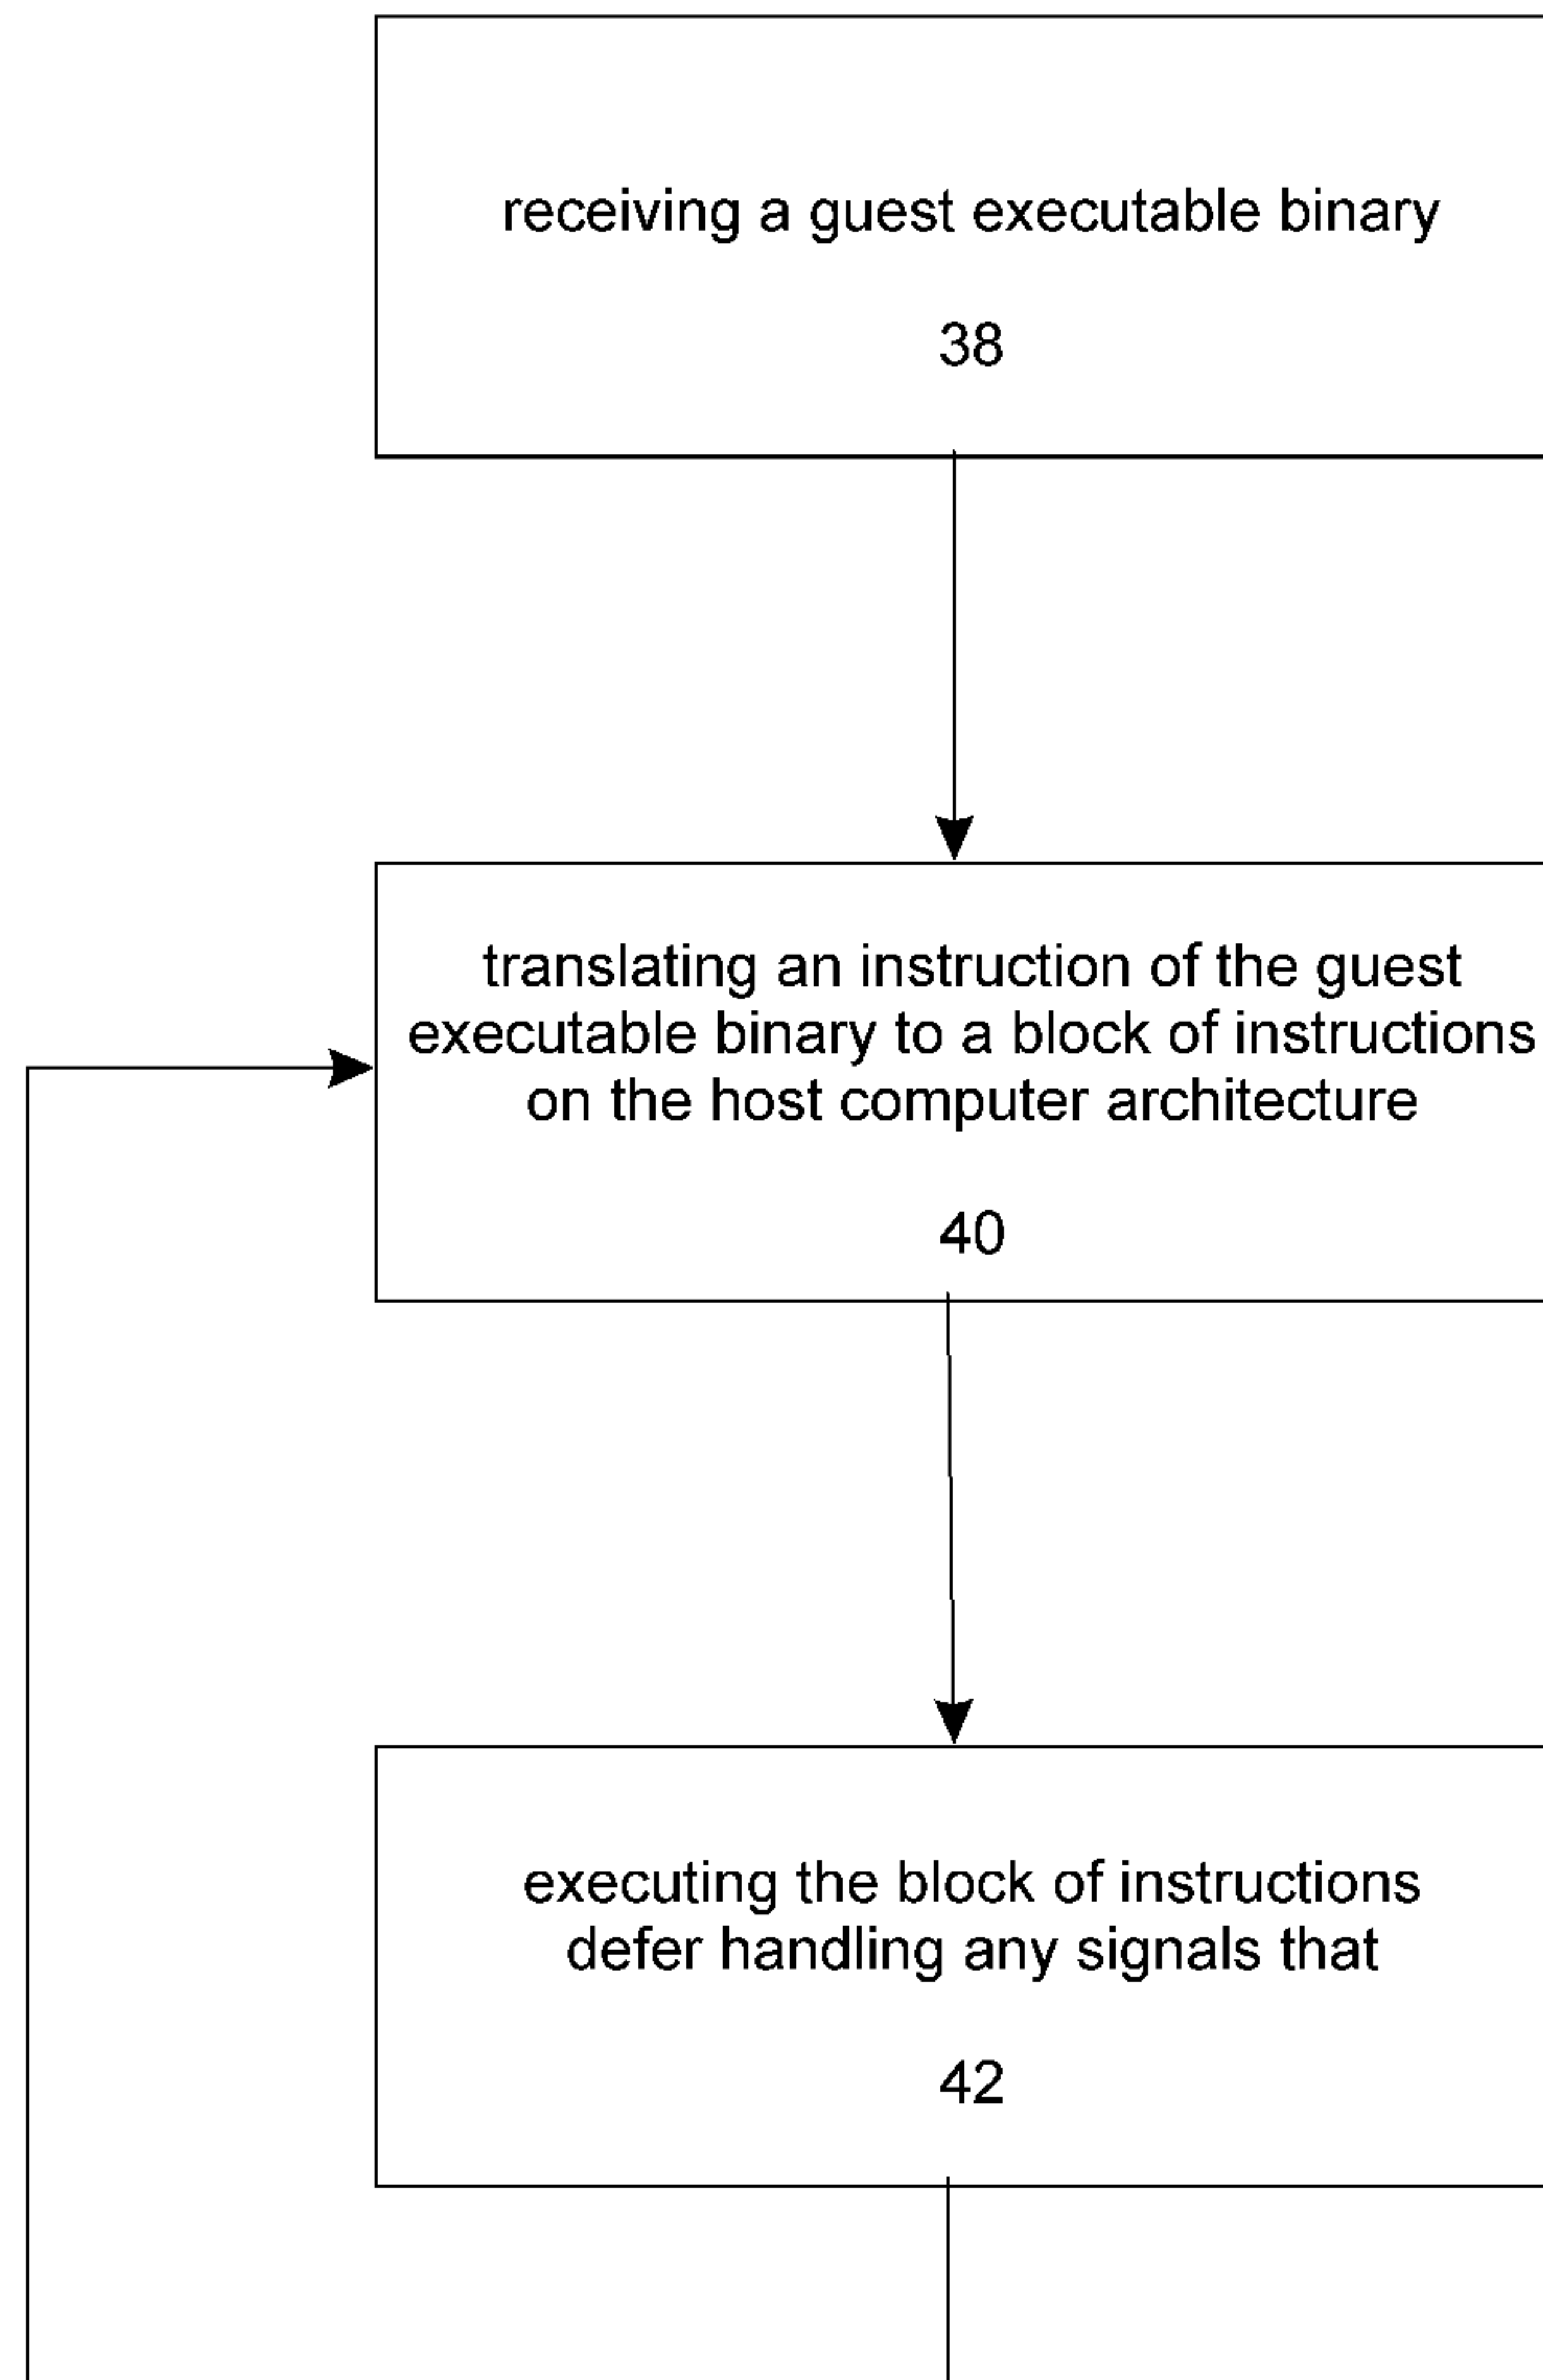 receiving a guest executable binary
38
translating an instruction of the guest
executable binary to a block of instructions
on the host computer architecture
40
executing the block of instructions
defer handling any signals that
42